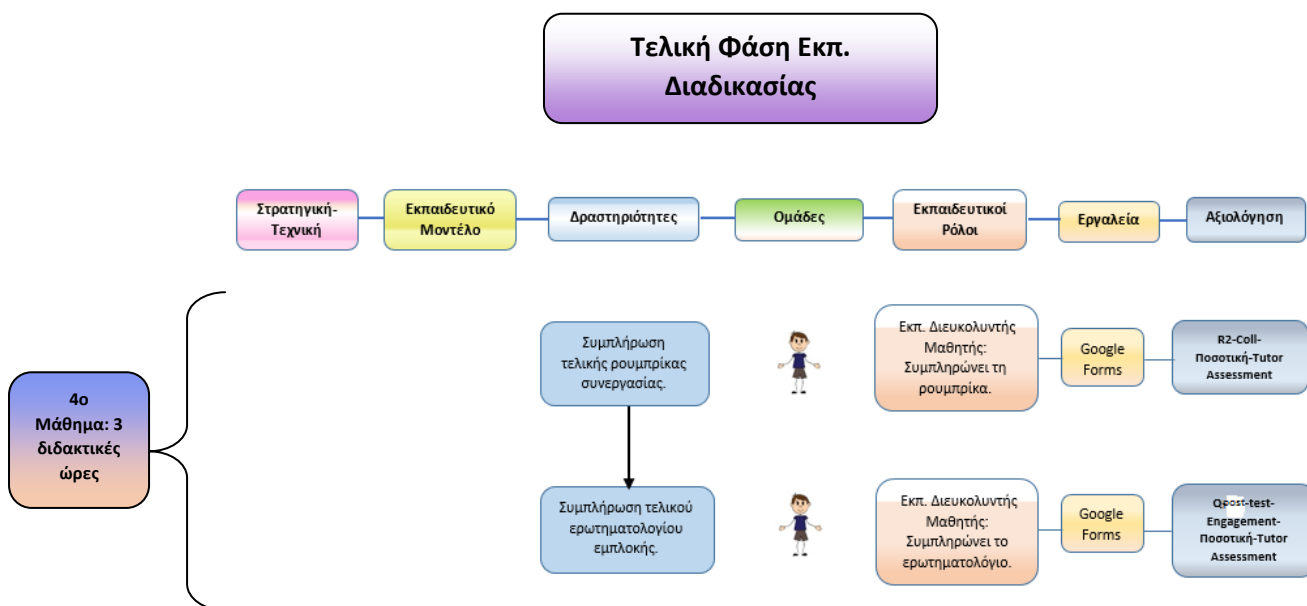 Τελική Φάση Εκπ.
Διαδικασίας
Στρατηγική-
Τεχνική
Εκπαιδευτικό
Μοντέλο
Δραστηριότητες
Ομάδες
Εκπαιδευτικοί
Ρόλοι
Εργαλεία
Αξιολόγηση
4ο
Μάθημα: 3
διδακτικές
ώρες
Συμπλήρωση
τελικής ρουμπρίκας
συνεργασίας.
Εκπ. Διευκολυντής
Μαθητής:
Συμπληρώνει τη
ρουμπρίκα.
Google
Forms
R2-Coll-
Ποσοτική-Tutor
Assessment
Συμπλήρωση τελικού
ερωτηματολογίου
εμπλοκής.
Εκπ. Διευκολυντής
Μαθητής:
Συμπληρώνει το
ερωτηματολόγιο.
Google
Forms
Engagement-
Ποσοτική-Tutor
Assessment